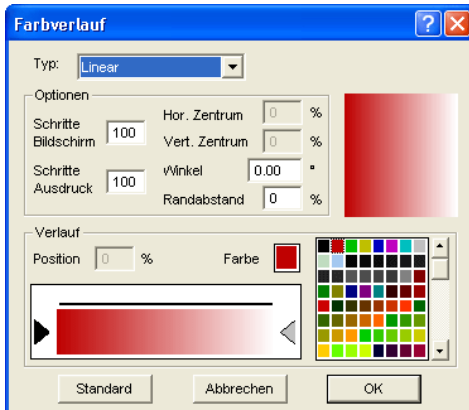 Farbverlauf
Typ: Linear
Optionen
Schritte Bildschirm 100
Hor. Zentrum 0 %
Vert. Zentrum 0 %
Schritte Ausdruck 100
Winkel 0.00 °
Randabstand 0 %
Verlauf
Position 0 % Farbe
Standard Abbrechen OK